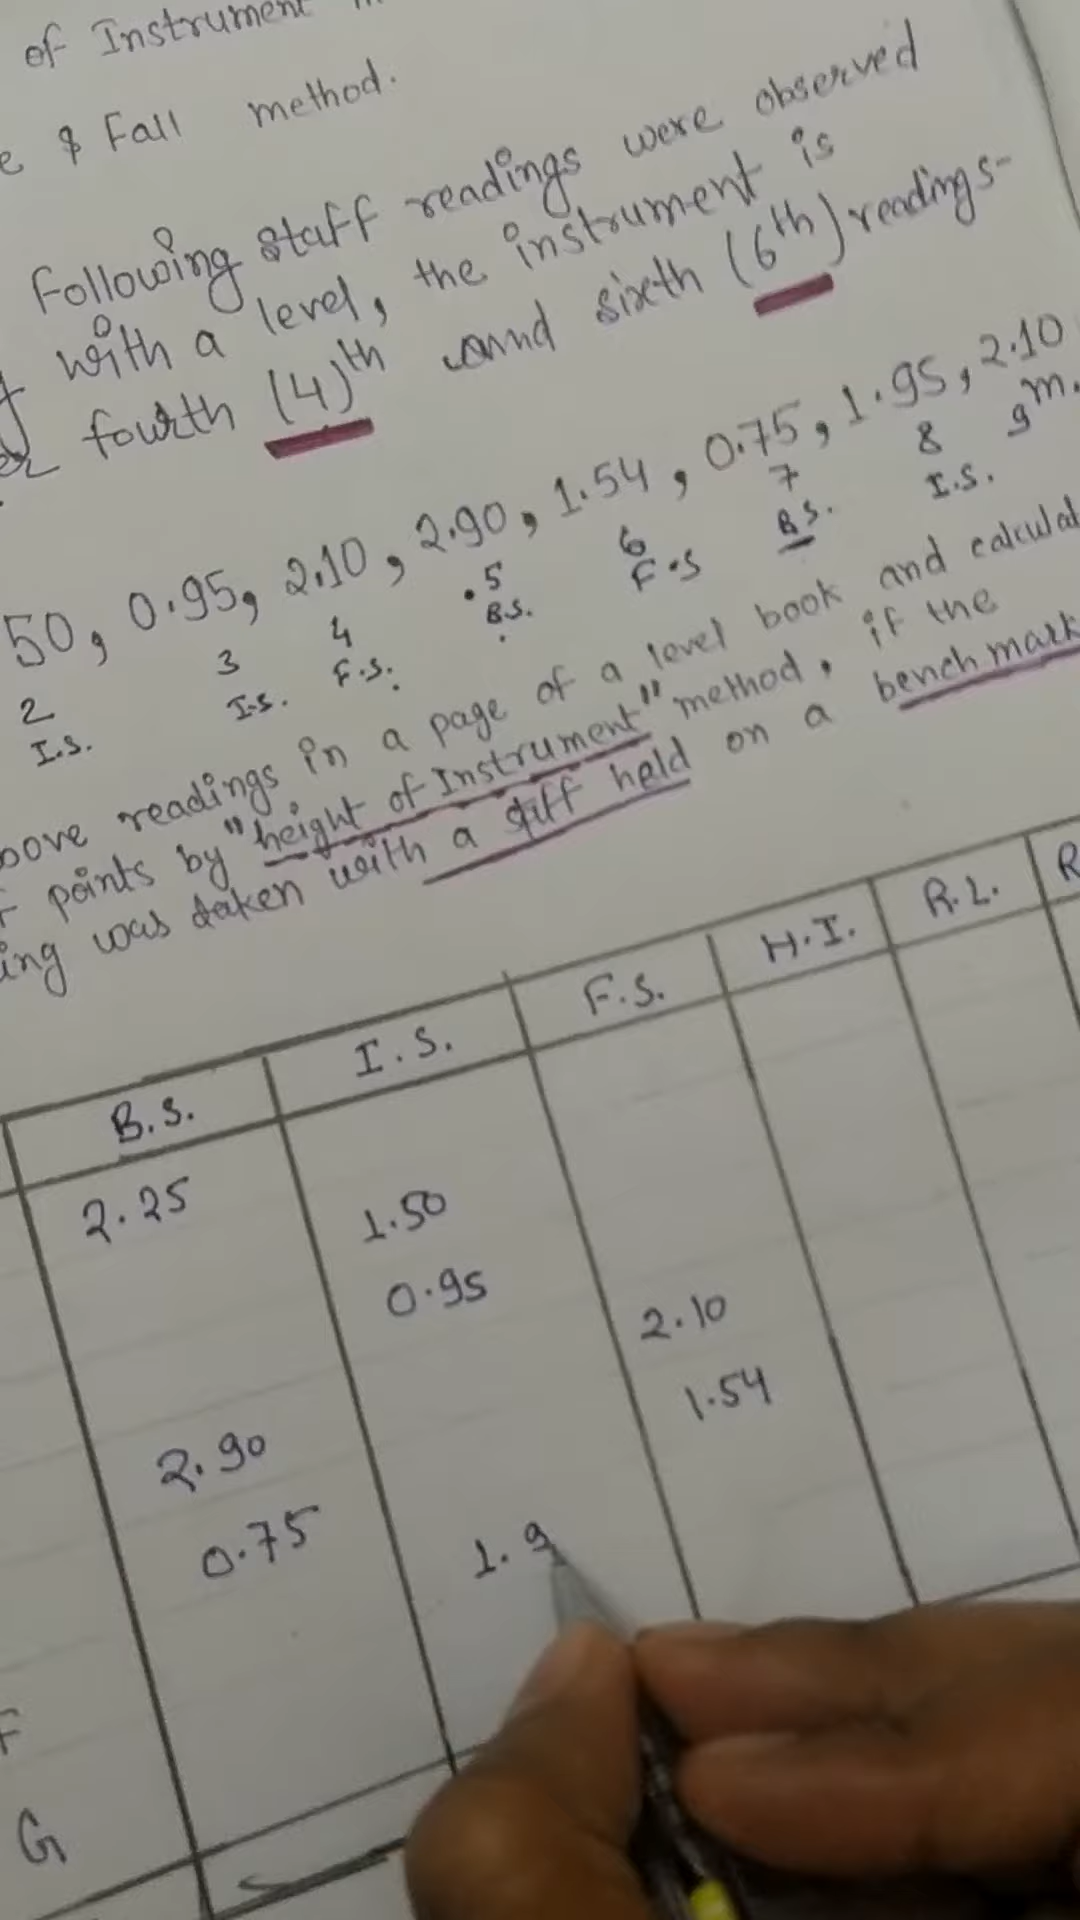 of Instrument
& Fall method.
Following staff readings were observed
with a level, the instrument is
fourth (4)th and sixth (6th) readings-
50, 0.95, 2.10, 2.90, 1.54, 0.75, 1.95, 2.10 m.
2 3 4 5 6 7 8 9
I.S. I.S. F.S. B.S. F.S B.S. I.S.
readings in a page of a level book and calculat
points by "height of Instrument" method, if the
was taken with a stiff held on a bench mark
B.S. I.S. F.S. H.I. R.L. R
2.25 1.50
0.95
2.10
2.90 1.54
0.75 1.9
F
G